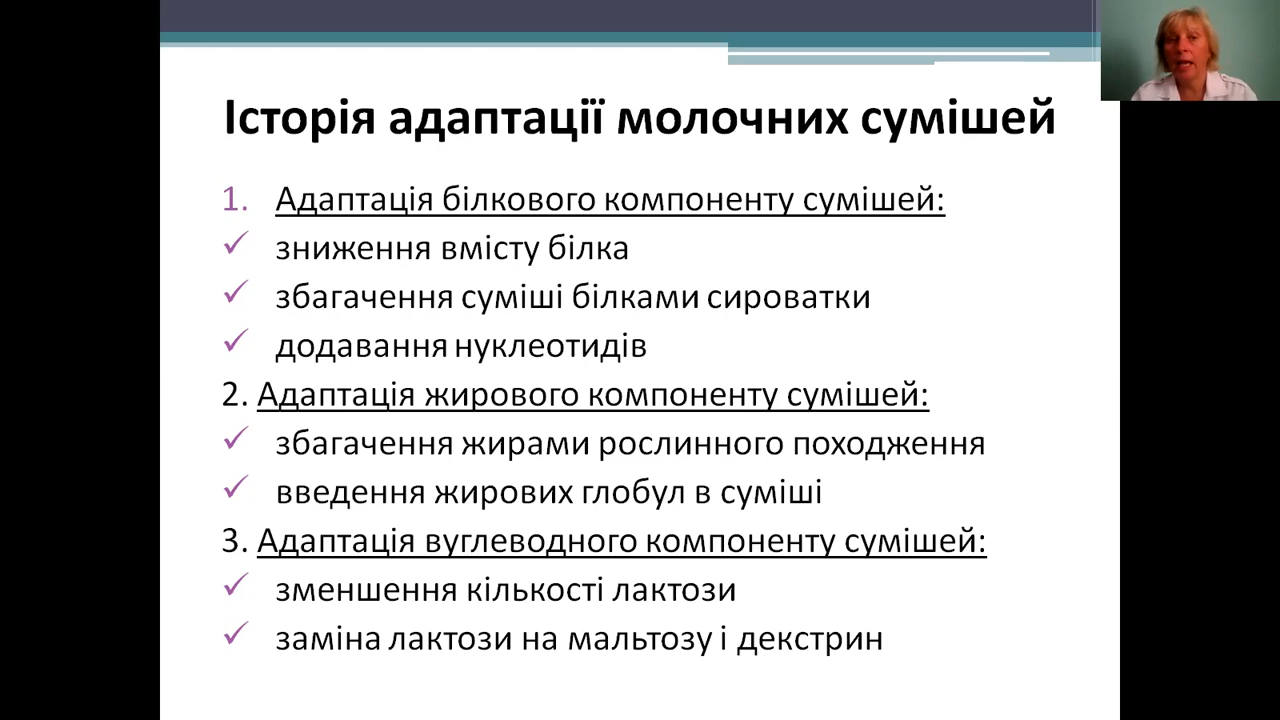 Історія адаптації молочних сумішей
1. Адаптація білкового компоненту сумішей:
✓ зниження вмісту білка
✓ збагачення суміші білками сироватки
✓ додавання нуклеотидів
2. Адаптація жирового компоненту сумішей:
✓ збагачення жирами рослинного походження
✓ введення жирових глобул в суміші
3. Адаптація вуглеводного компоненту сумішей:
✓ зменшення кількості лактози
✓ заміна лактози на мальтозу і декстрин